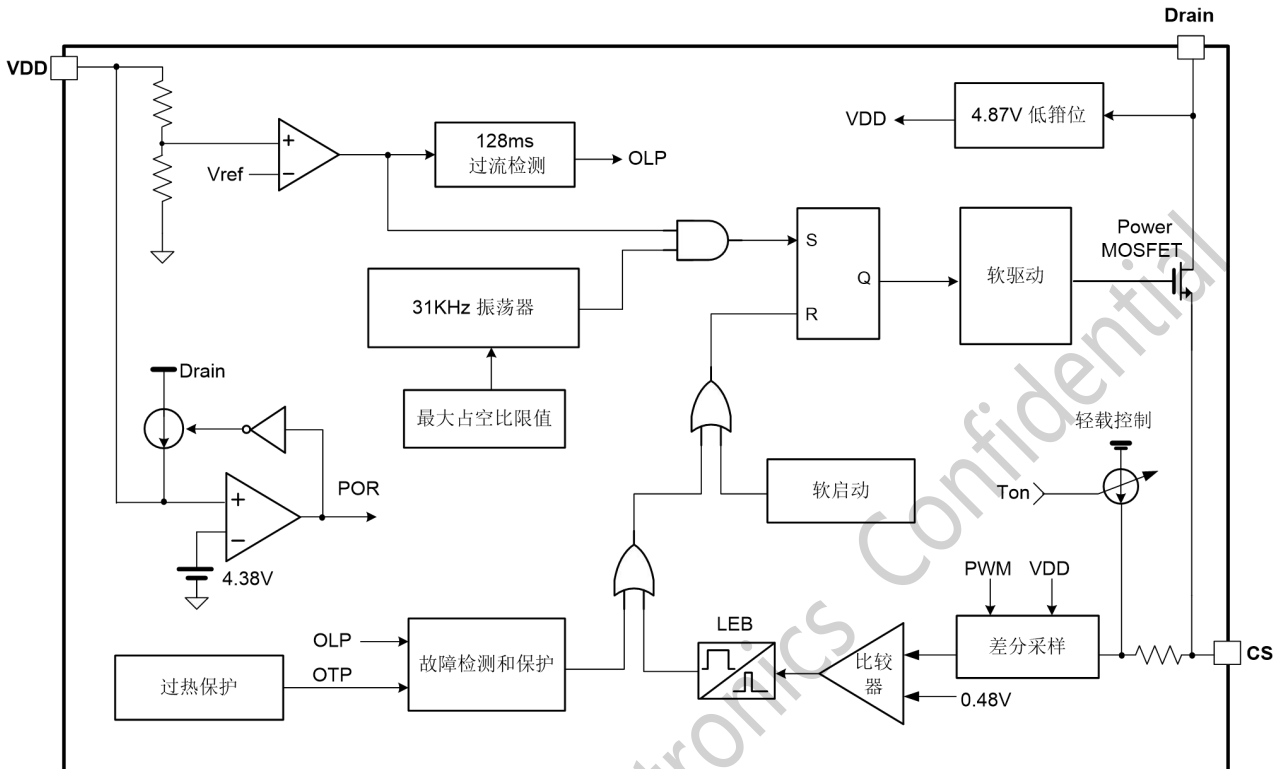 Drain
VDD
4.87V 低箝位
VDD
128ms
过流检测
OLP
+
Vref
−
Power
MOSFET
S
Q
R
软驱动
31KHz 振荡器
Drain
最大占空比限值
轻载控制
POR
+
−
4.38V
软启动
Ton
PWM
VDD
LEB
OLP
OTP
过热保护
故障检测和保护
比较
器
差分采样
CS
0.48V
tronics Confidential